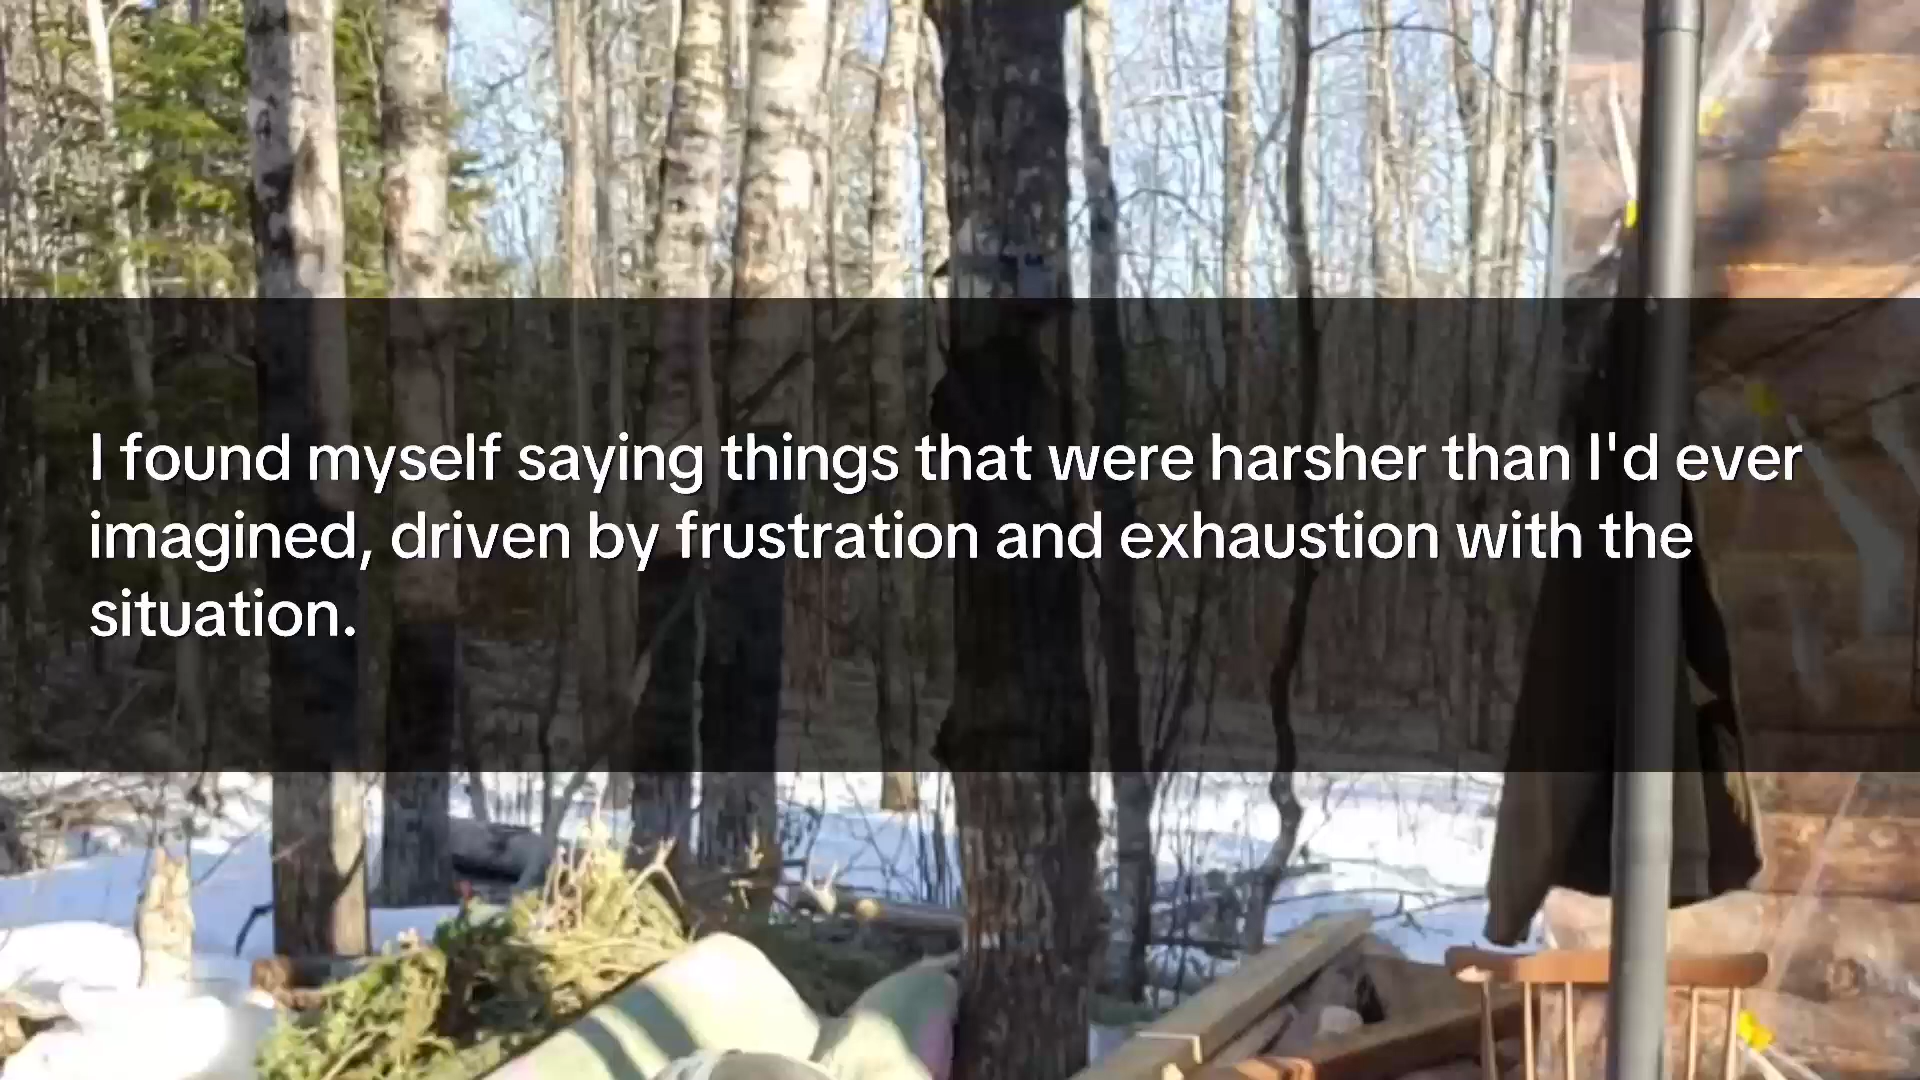 I found myself saying things that were harsher than I'd ever
imagined, driven by frustration and exhaustion with the
situation.